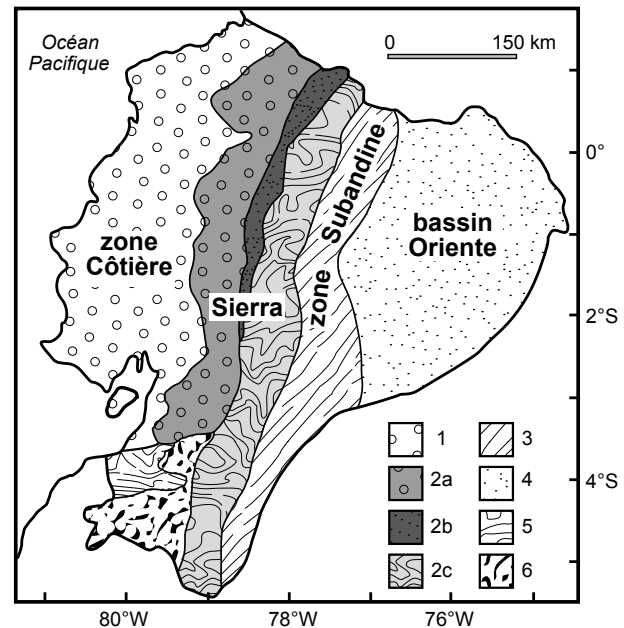 Océan
Pacifique
0 150 km
0°
zone
Côtière
Sierra
zone Subandine
bassin
Oriente
2°S
1 3
2a 4
4°S
2b 5
2c 6
80°W 78°W 76°W